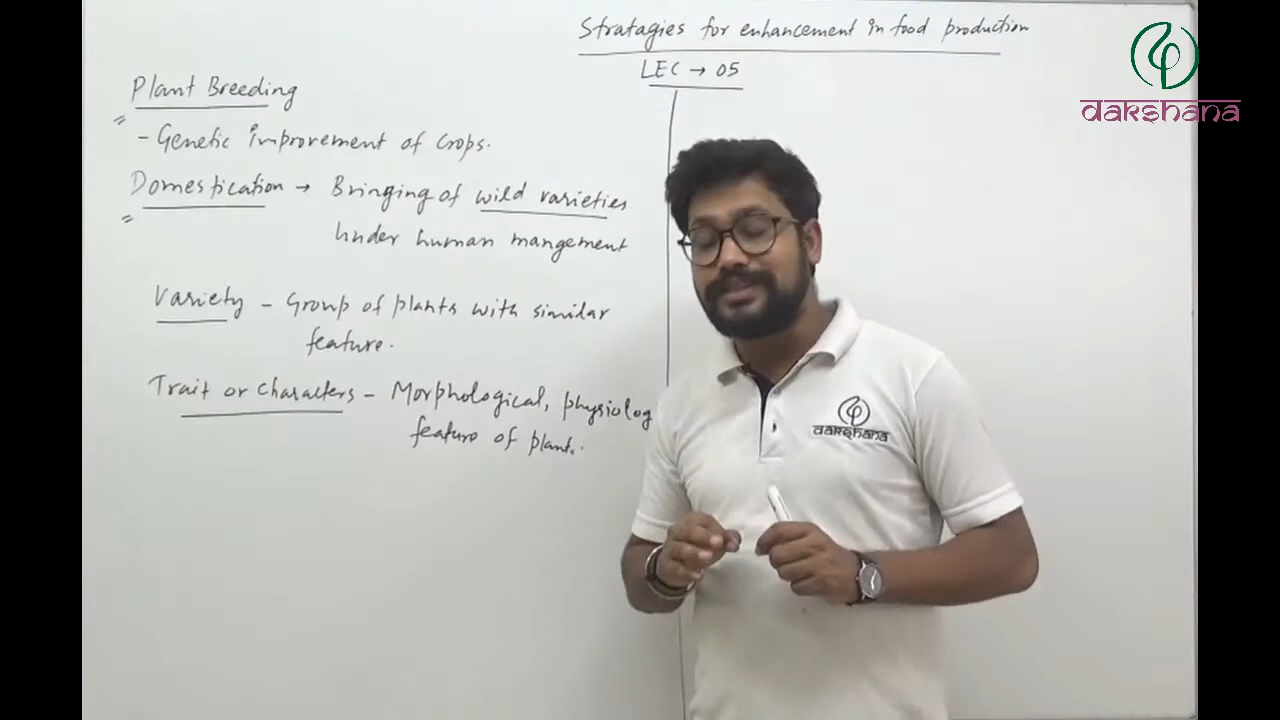 Stratagies for enhancement in food production
LEC → 05
Plant Breeding
- Genetic improvement of crops.
Domestication → Bringing of wild varieties
Under human mangement
Variety - Group of plants with similar
feature.
Trait or characters - Morphological, physiolog
feature of plant.
dakshana
dakshana